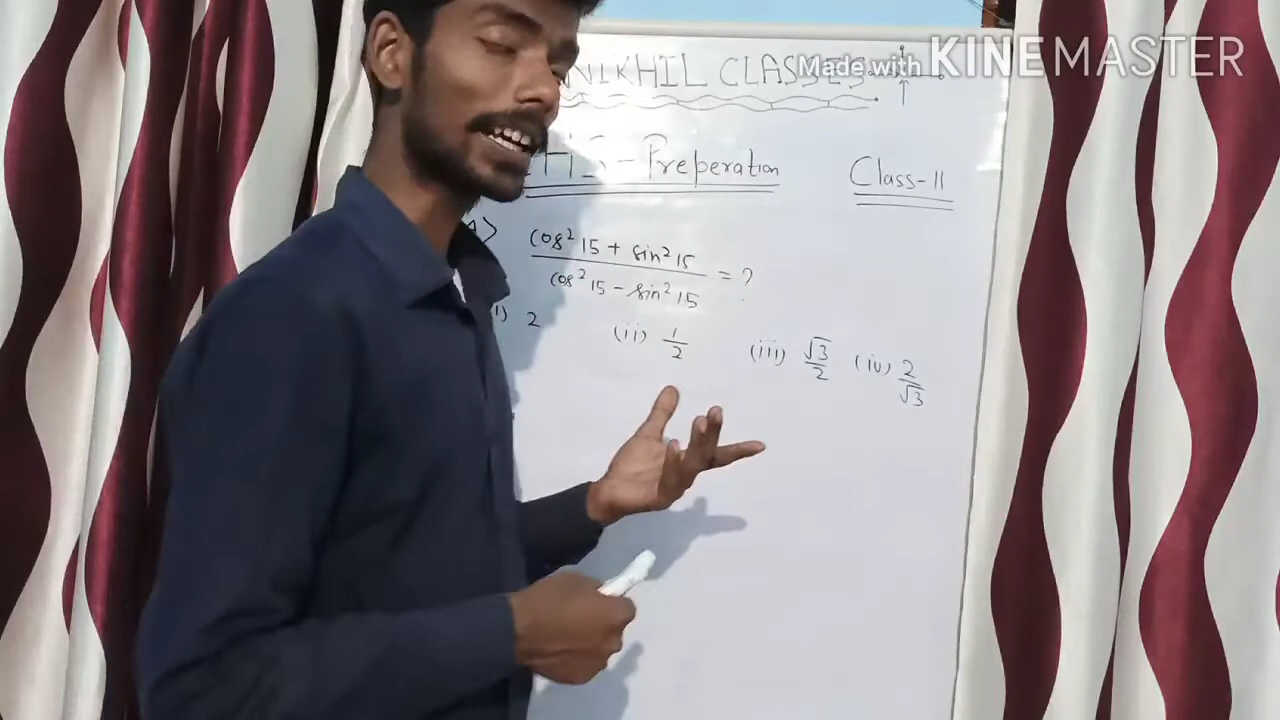 NIKHIL CLASSES
Made with KINEMASTER
- Preperation
Class-11
cos² 15 + sin² 15
cos² 15 - sin² 15
= ?
(i) 2
(ii) 1/2
(iii) √3/2
(iv) 2/√3